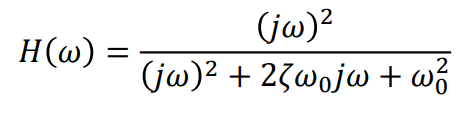 H(ω) = (jω)² / ((jω)² + 2ζω₀jω + ω₀²)